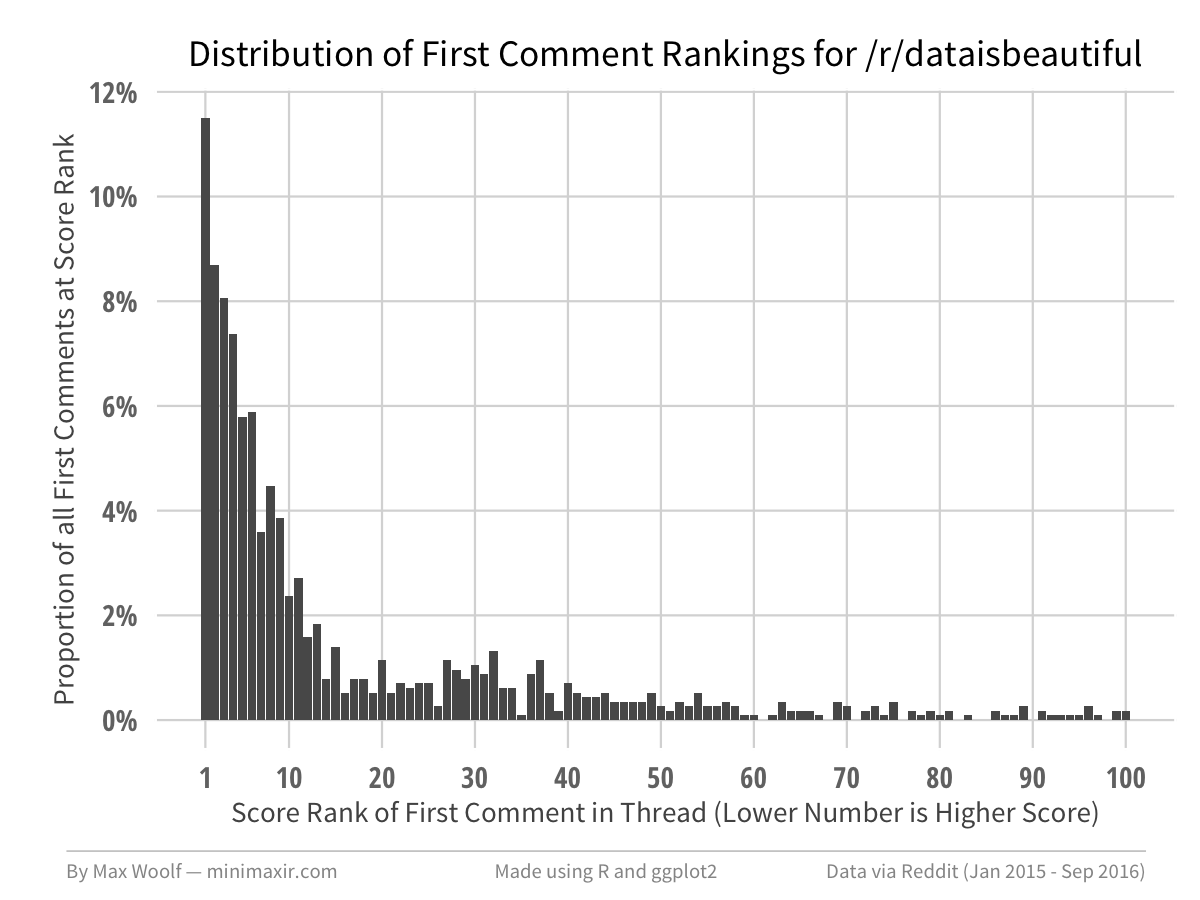 Distribution of First Comment Rankings for /r/dataisbeautiful
Proportion of all First Comments at Score Rank
12%
10%
8%
6%
4%
2%
0%
1 10 20 30 40 50 60 70 80 90 100
Score Rank of First Comment in Thread (Lower Number is Higher Score)
By Max Woolf — minimaxir.com Made using R and ggplot2 Data via Reddit (Jan 2015 - Sep 2016)